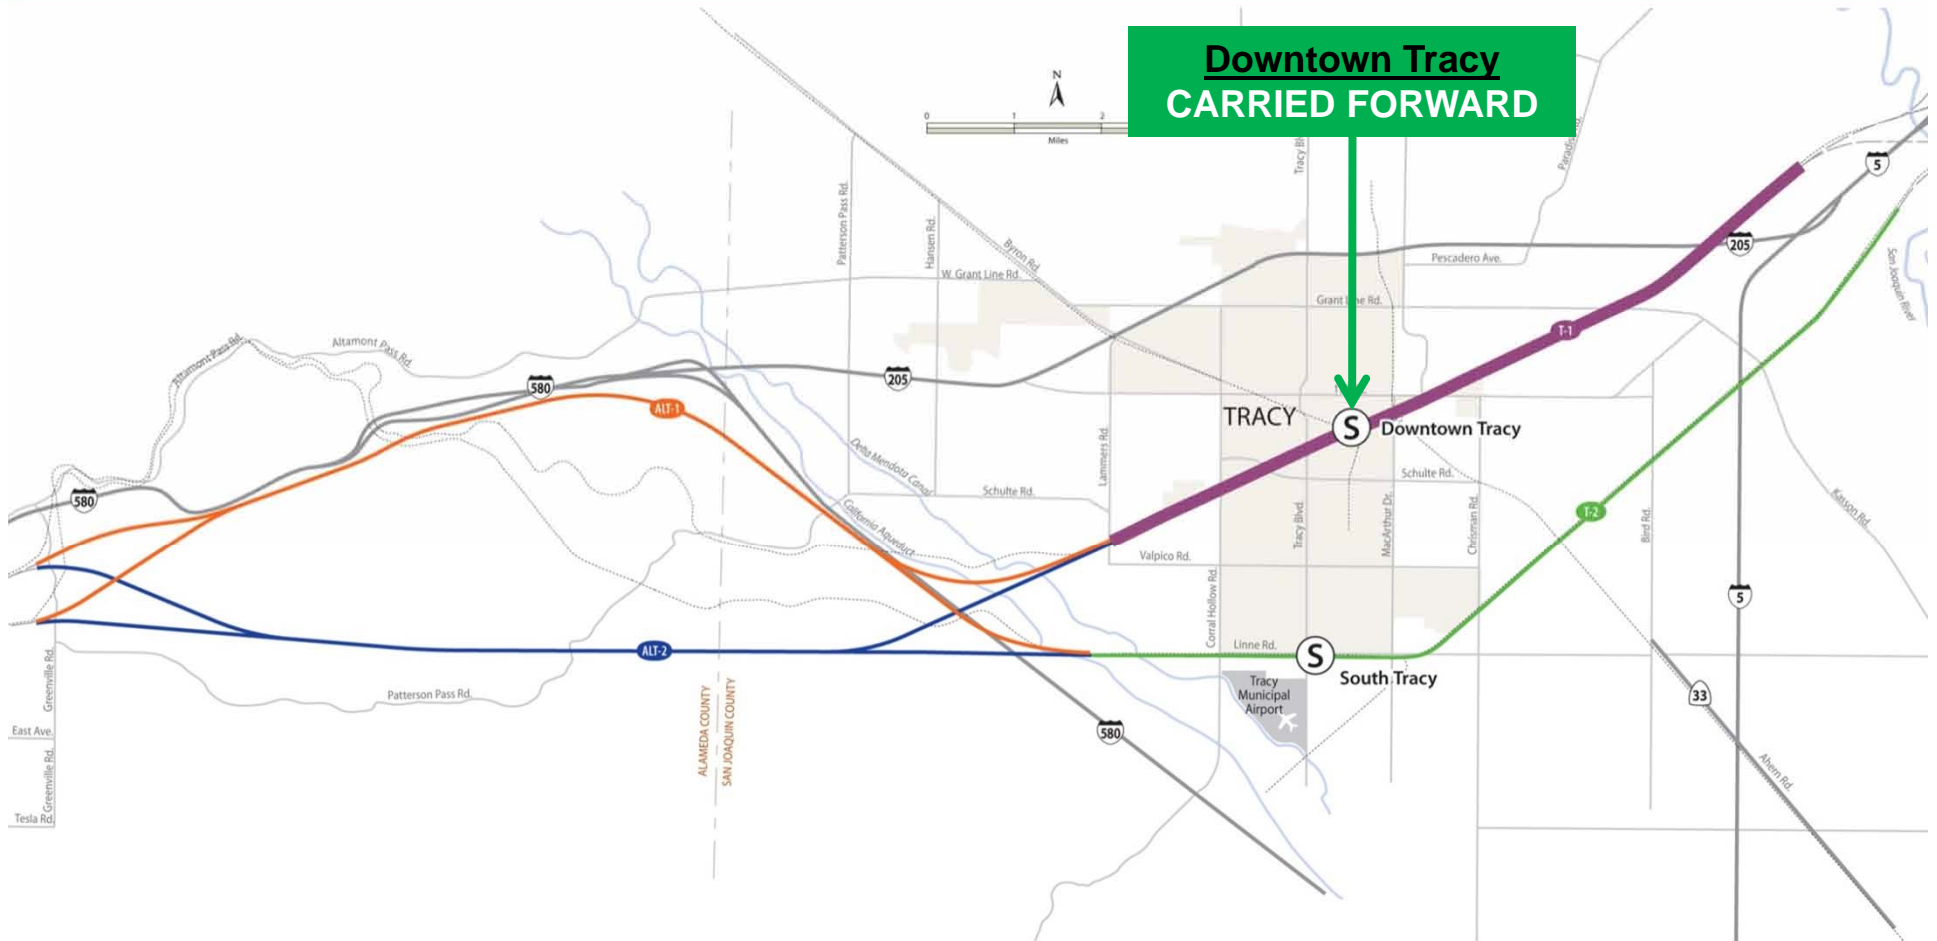 Downtown Tracy
CARRIED FORWARD
N
0 1 2
Miles
Tracy Bl
Paradis Rd.
5
205
Patterson Pass Rd.
Hansen Rd.
Byron Rd.
W. Grant Line Rd.
Pescadero Ave.
Grant Line Rd.
San Joaquin River
Altamont Pass Rd.
Altamont Pass Rd.
T-1
580
205
ALT-1
TRACY
S
Downtown Tracy
Delta Mendota Canal
Lammers Rd.
Schulte Rd.
Schulte Rd.
580
California Aqueduct
Tracy Blvd.
MacArthur Dr.
Chrisman Rd.
T-2
Bird Rd.
Kasson Rd.
Valpico Rd.
Corral Hollow Rd.
5
Linne Rd.
ALT-2
S
South Tracy
Greenville Rd.
Patterson Pass Rd.
ALAMEDA COUNTY
SAN JOAQUIN COUNTY
Tracy
Municipal
Airport
33
580
East Ave.
Greenville Rd.
Ahern Rd.
Tesla Rd.